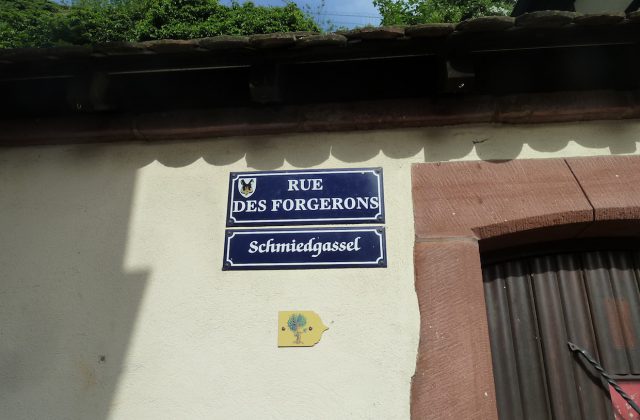 RUE
DES FORGERONS
Schmiedgassel